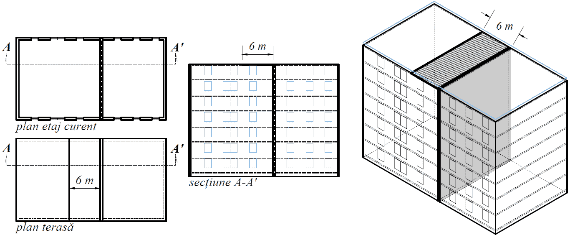 A
A'
plan etaj curent
A
A'
6 m
plan terasă
6 m
secțiune A-A'
6 m